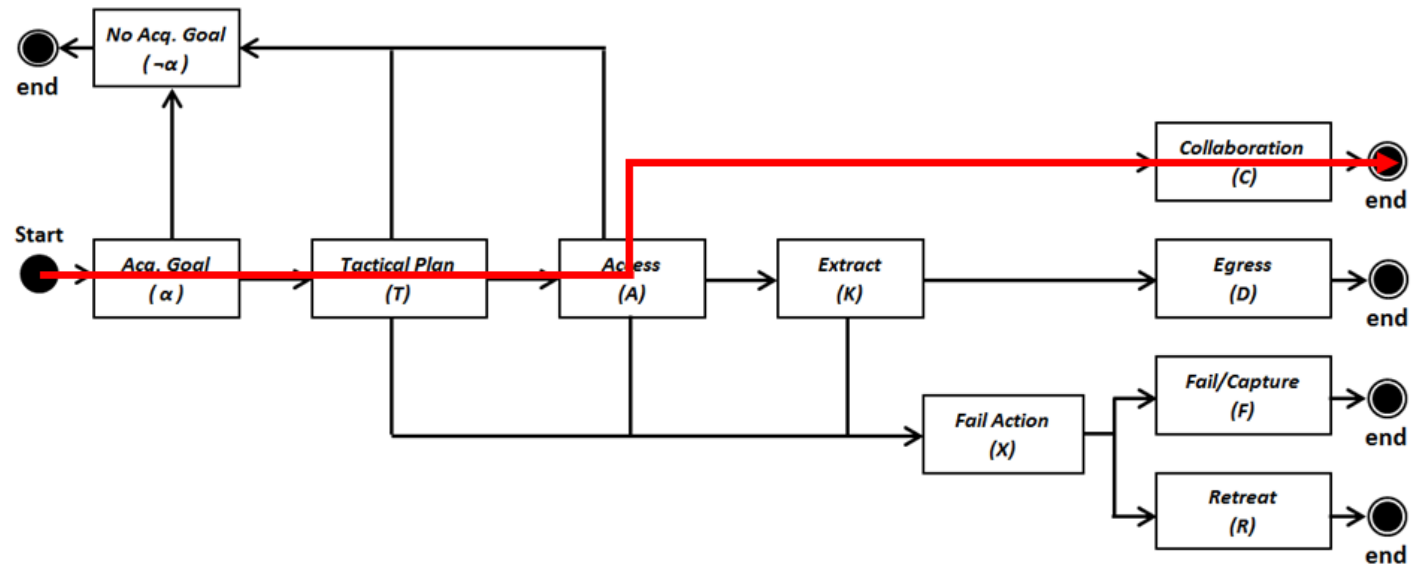 No Acq. Goal
( ¬α )
end
Collaboration
(C)
end
Start
Acq. Goal
( α )
Tactical Plan
(T)
Access
(A)
Extract
(K)
Egress
(D)
end
Fail/Capture
(F)
end
Fail Action
(X)
Retreat
(R)
end